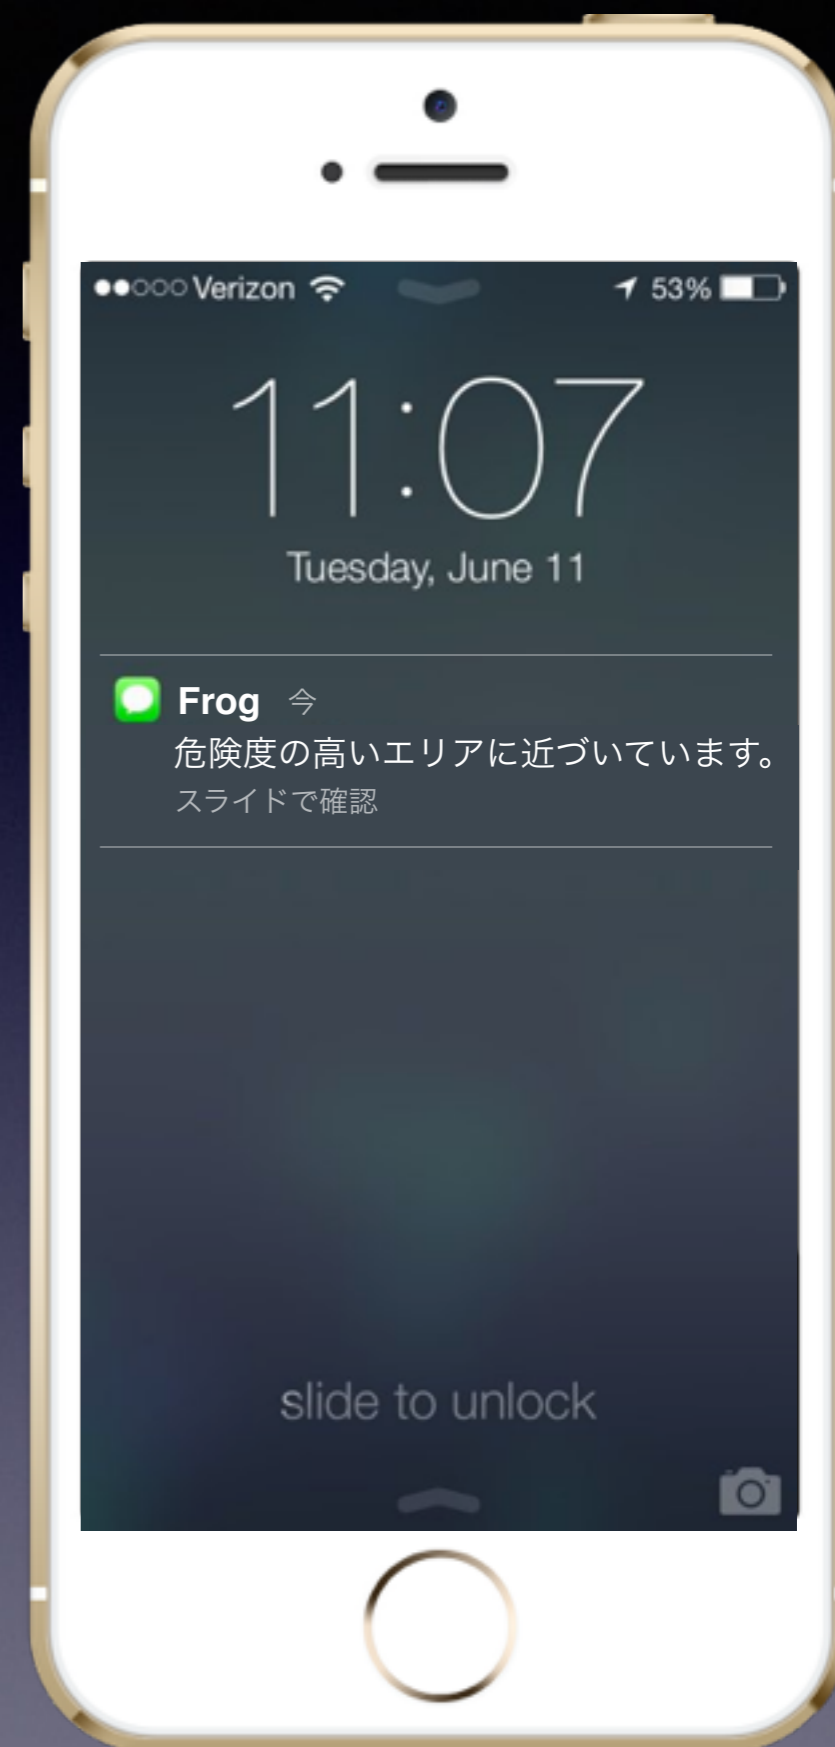 Verizon 53%
11:07
Tuesday, June 11
Frog 今
危険度の高いエリアに近づいています。
スライドで確認
slide to unlock